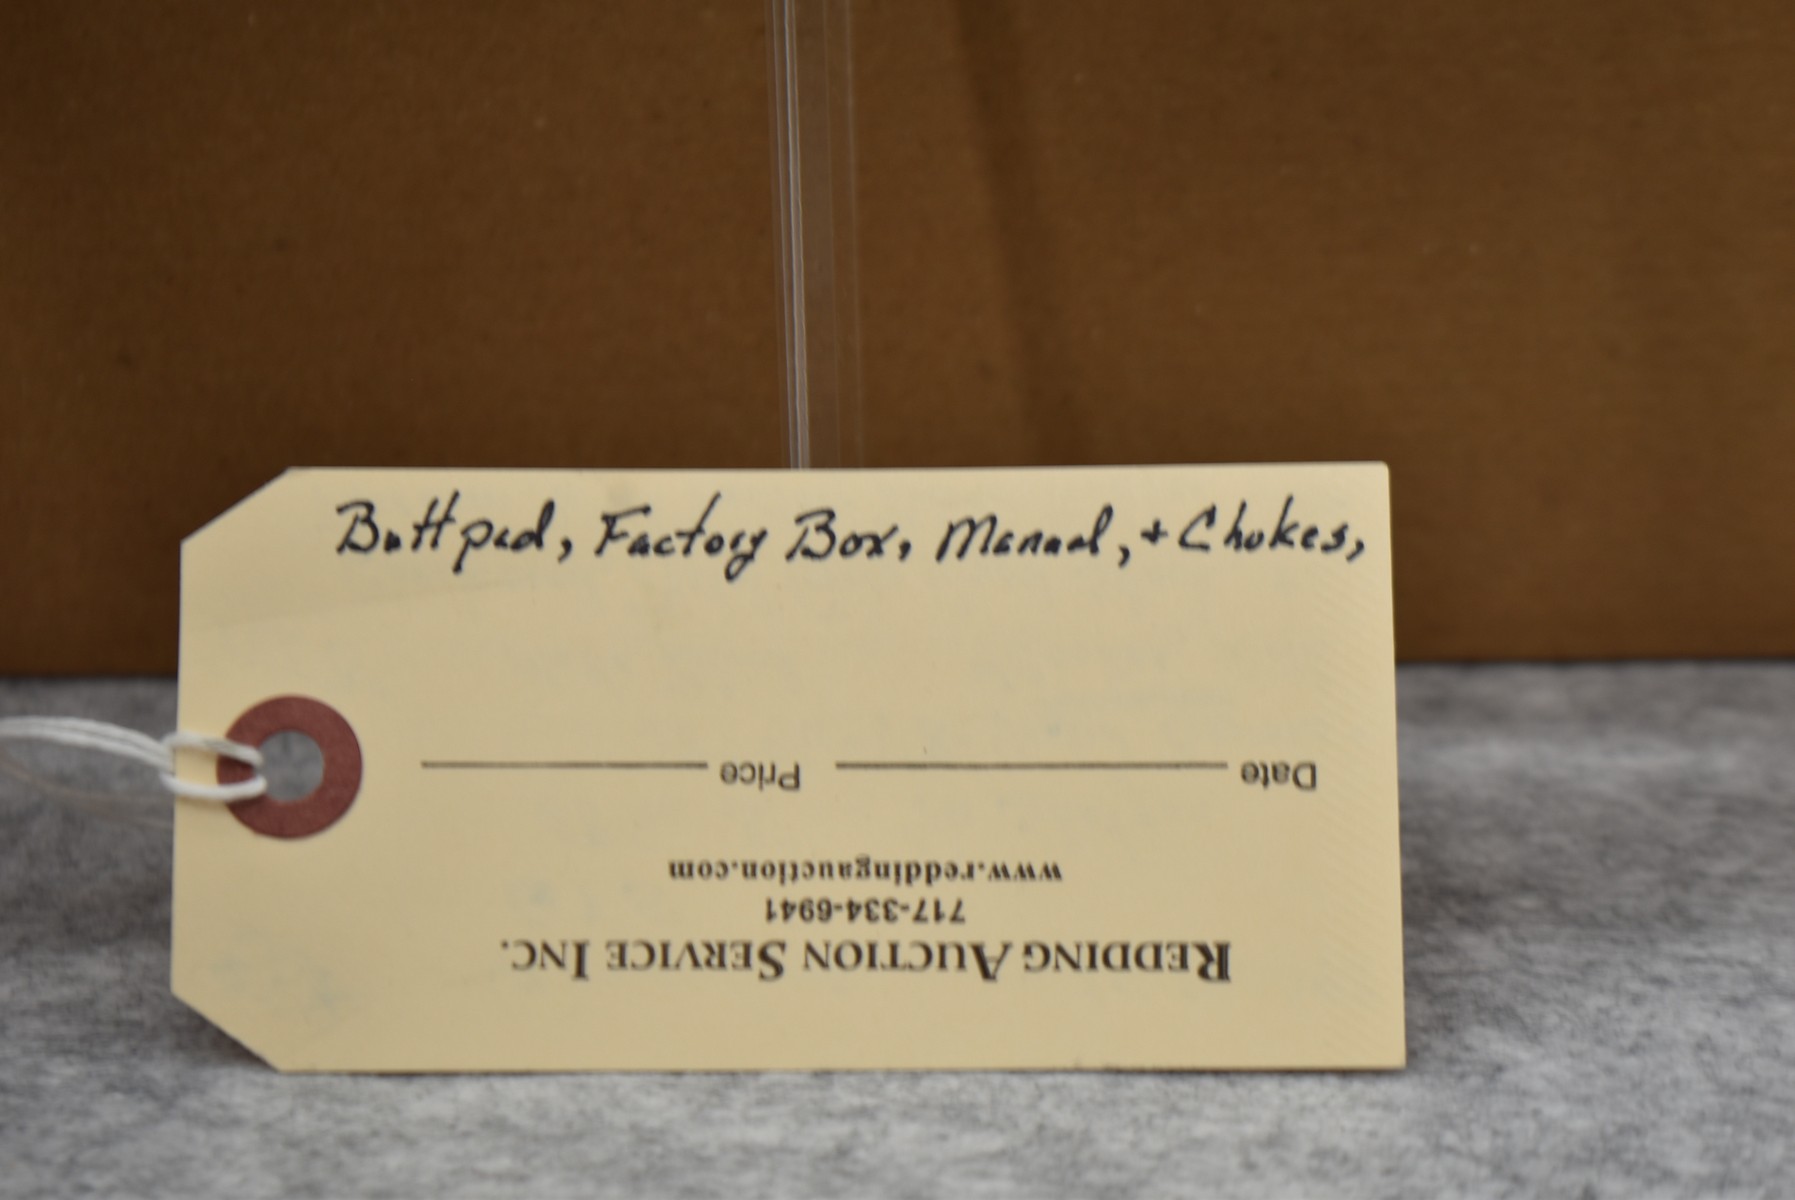 Buttpad, Factory Box, Manual, + Chokes,
REDDING AUCTION SERVICE INC.
717-334-6941
www.reddingauction.com
Date Price